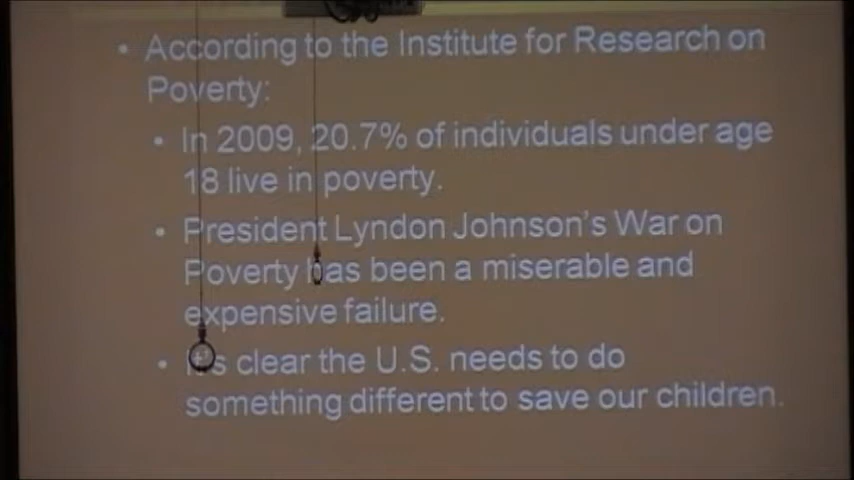 • According to the Institute for Research on
Poverty:
• In 2009, 20.7% of individuals under age
18 live in poverty.
• President Lyndon Johnson's War on
Poverty has been a miserable and
expensive failure.
• It's clear the U.S. needs to do
something different to save our children.